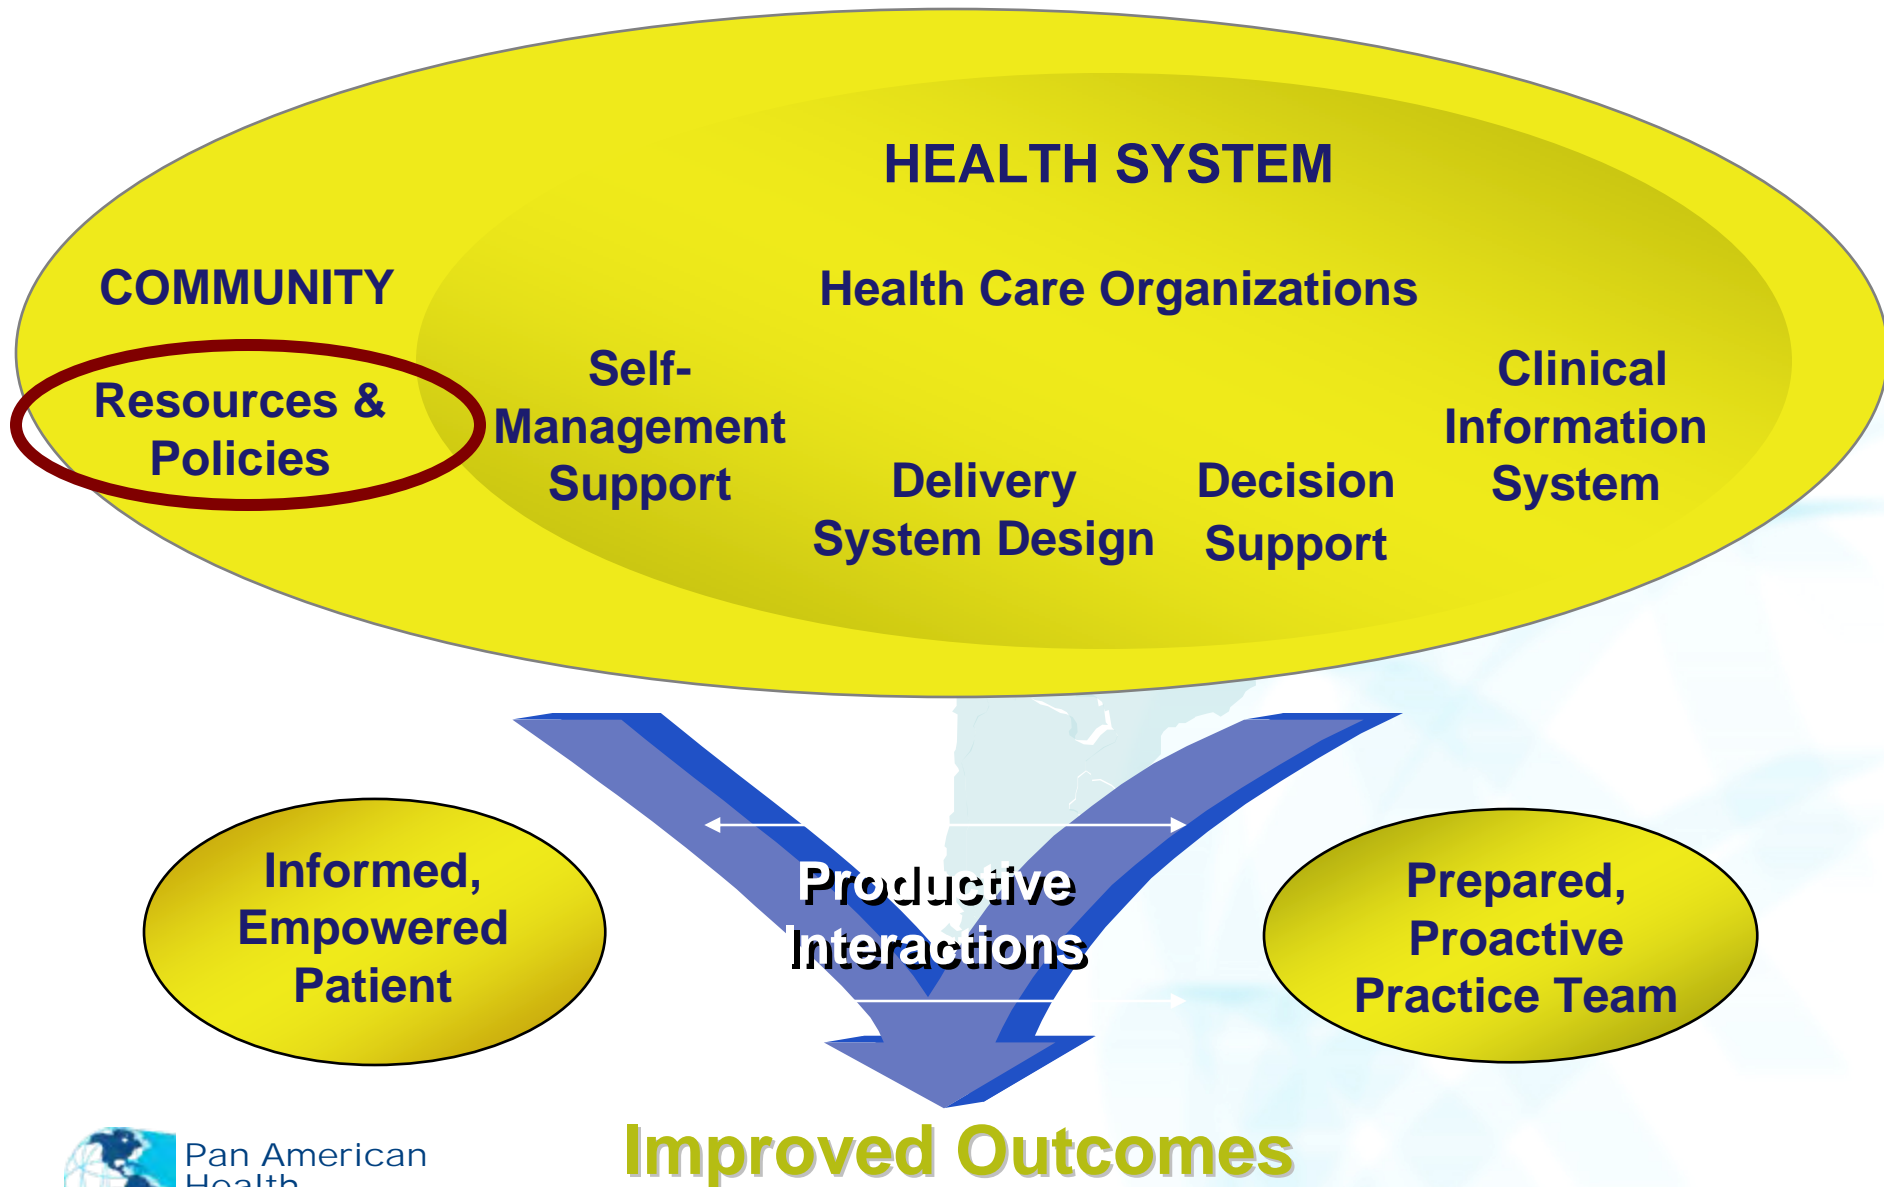 HEALTH SYSTEM
COMMUNITY
Health Care Organizations
Resources &
Policies
Self-
Management
Support
Delivery
System Design
Decision
Support
Clinical
Information
System
Informed,
Empowered
Patient
Productive
Interactions
Prepared,
Proactive
Practice Team
Improved Outcomes
Pan American
Health